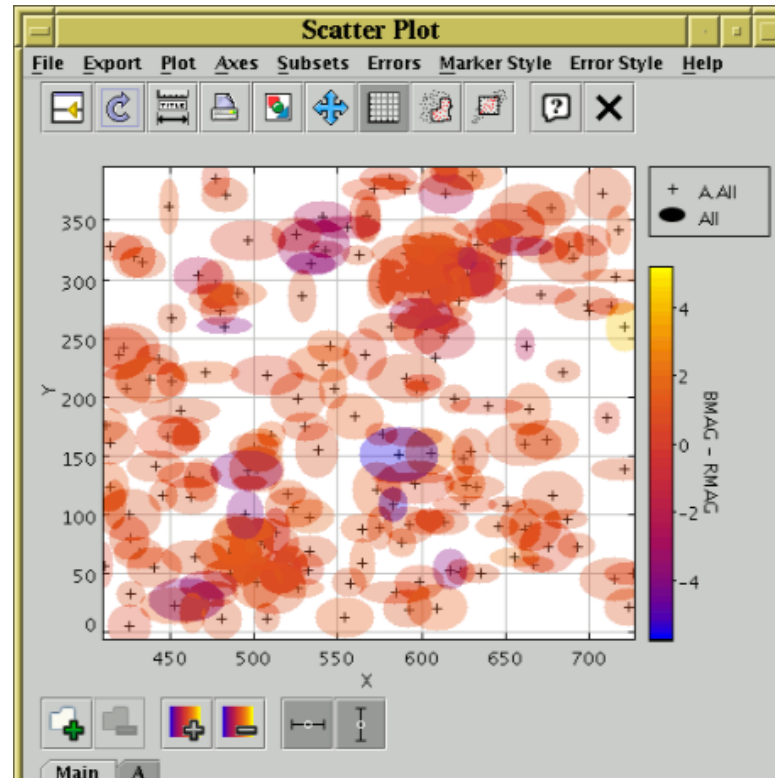 Scatter Plot
File Export Plot Axes Subsets Errors Marker Style Error Style Help
TITLE
?
A.All
All
350
300
250
200
150
100
50
0
Y
450 500 550 600 650 700
X
4
2
0
-2
-4
BMAG - RMAG
Main A